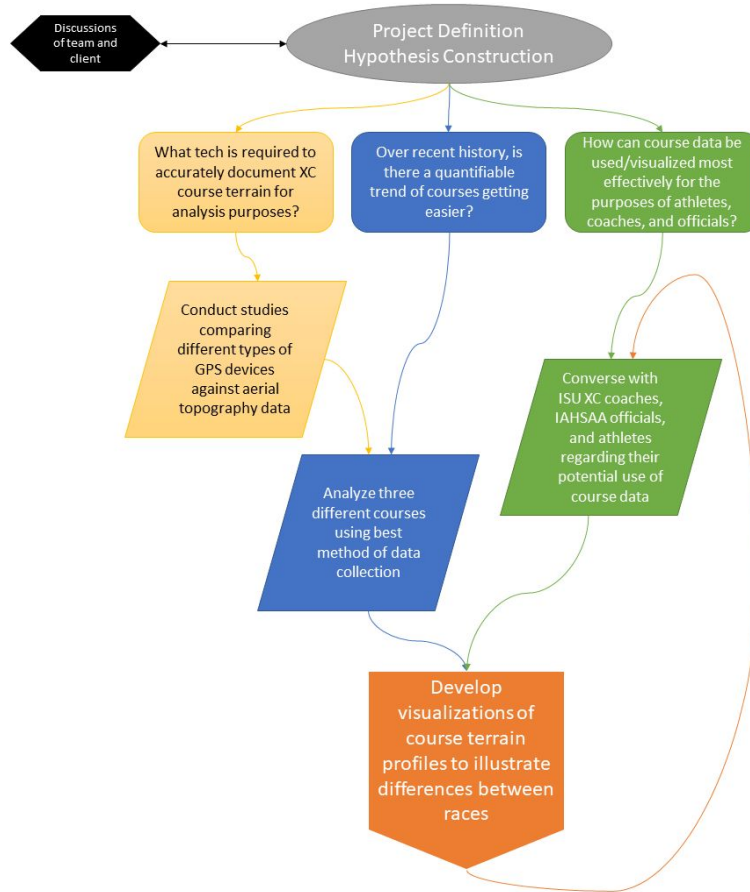 Discussions
of team and
client
Project Definition
Hypothesis Construction
What tech is required to
accurately document XC
course terrain for
analysis purposes?
Over recent history, is
there a quantifiable
trend of courses getting
easier?
How can course data be
used/visualized most
effectively for the
purposes of athletes,
coaches, and officials?
Conduct studies
comparing
different types of
GPS devices
against aerial
topography data
Converse with
ISU XC coaches,
IAHSAA officials,
and athletes
regarding their
potential use of
course data
Analyze three
different courses
using best
method of data
collection
Develop
visualizations of
course terrain
profiles to illustrate
differences between
races